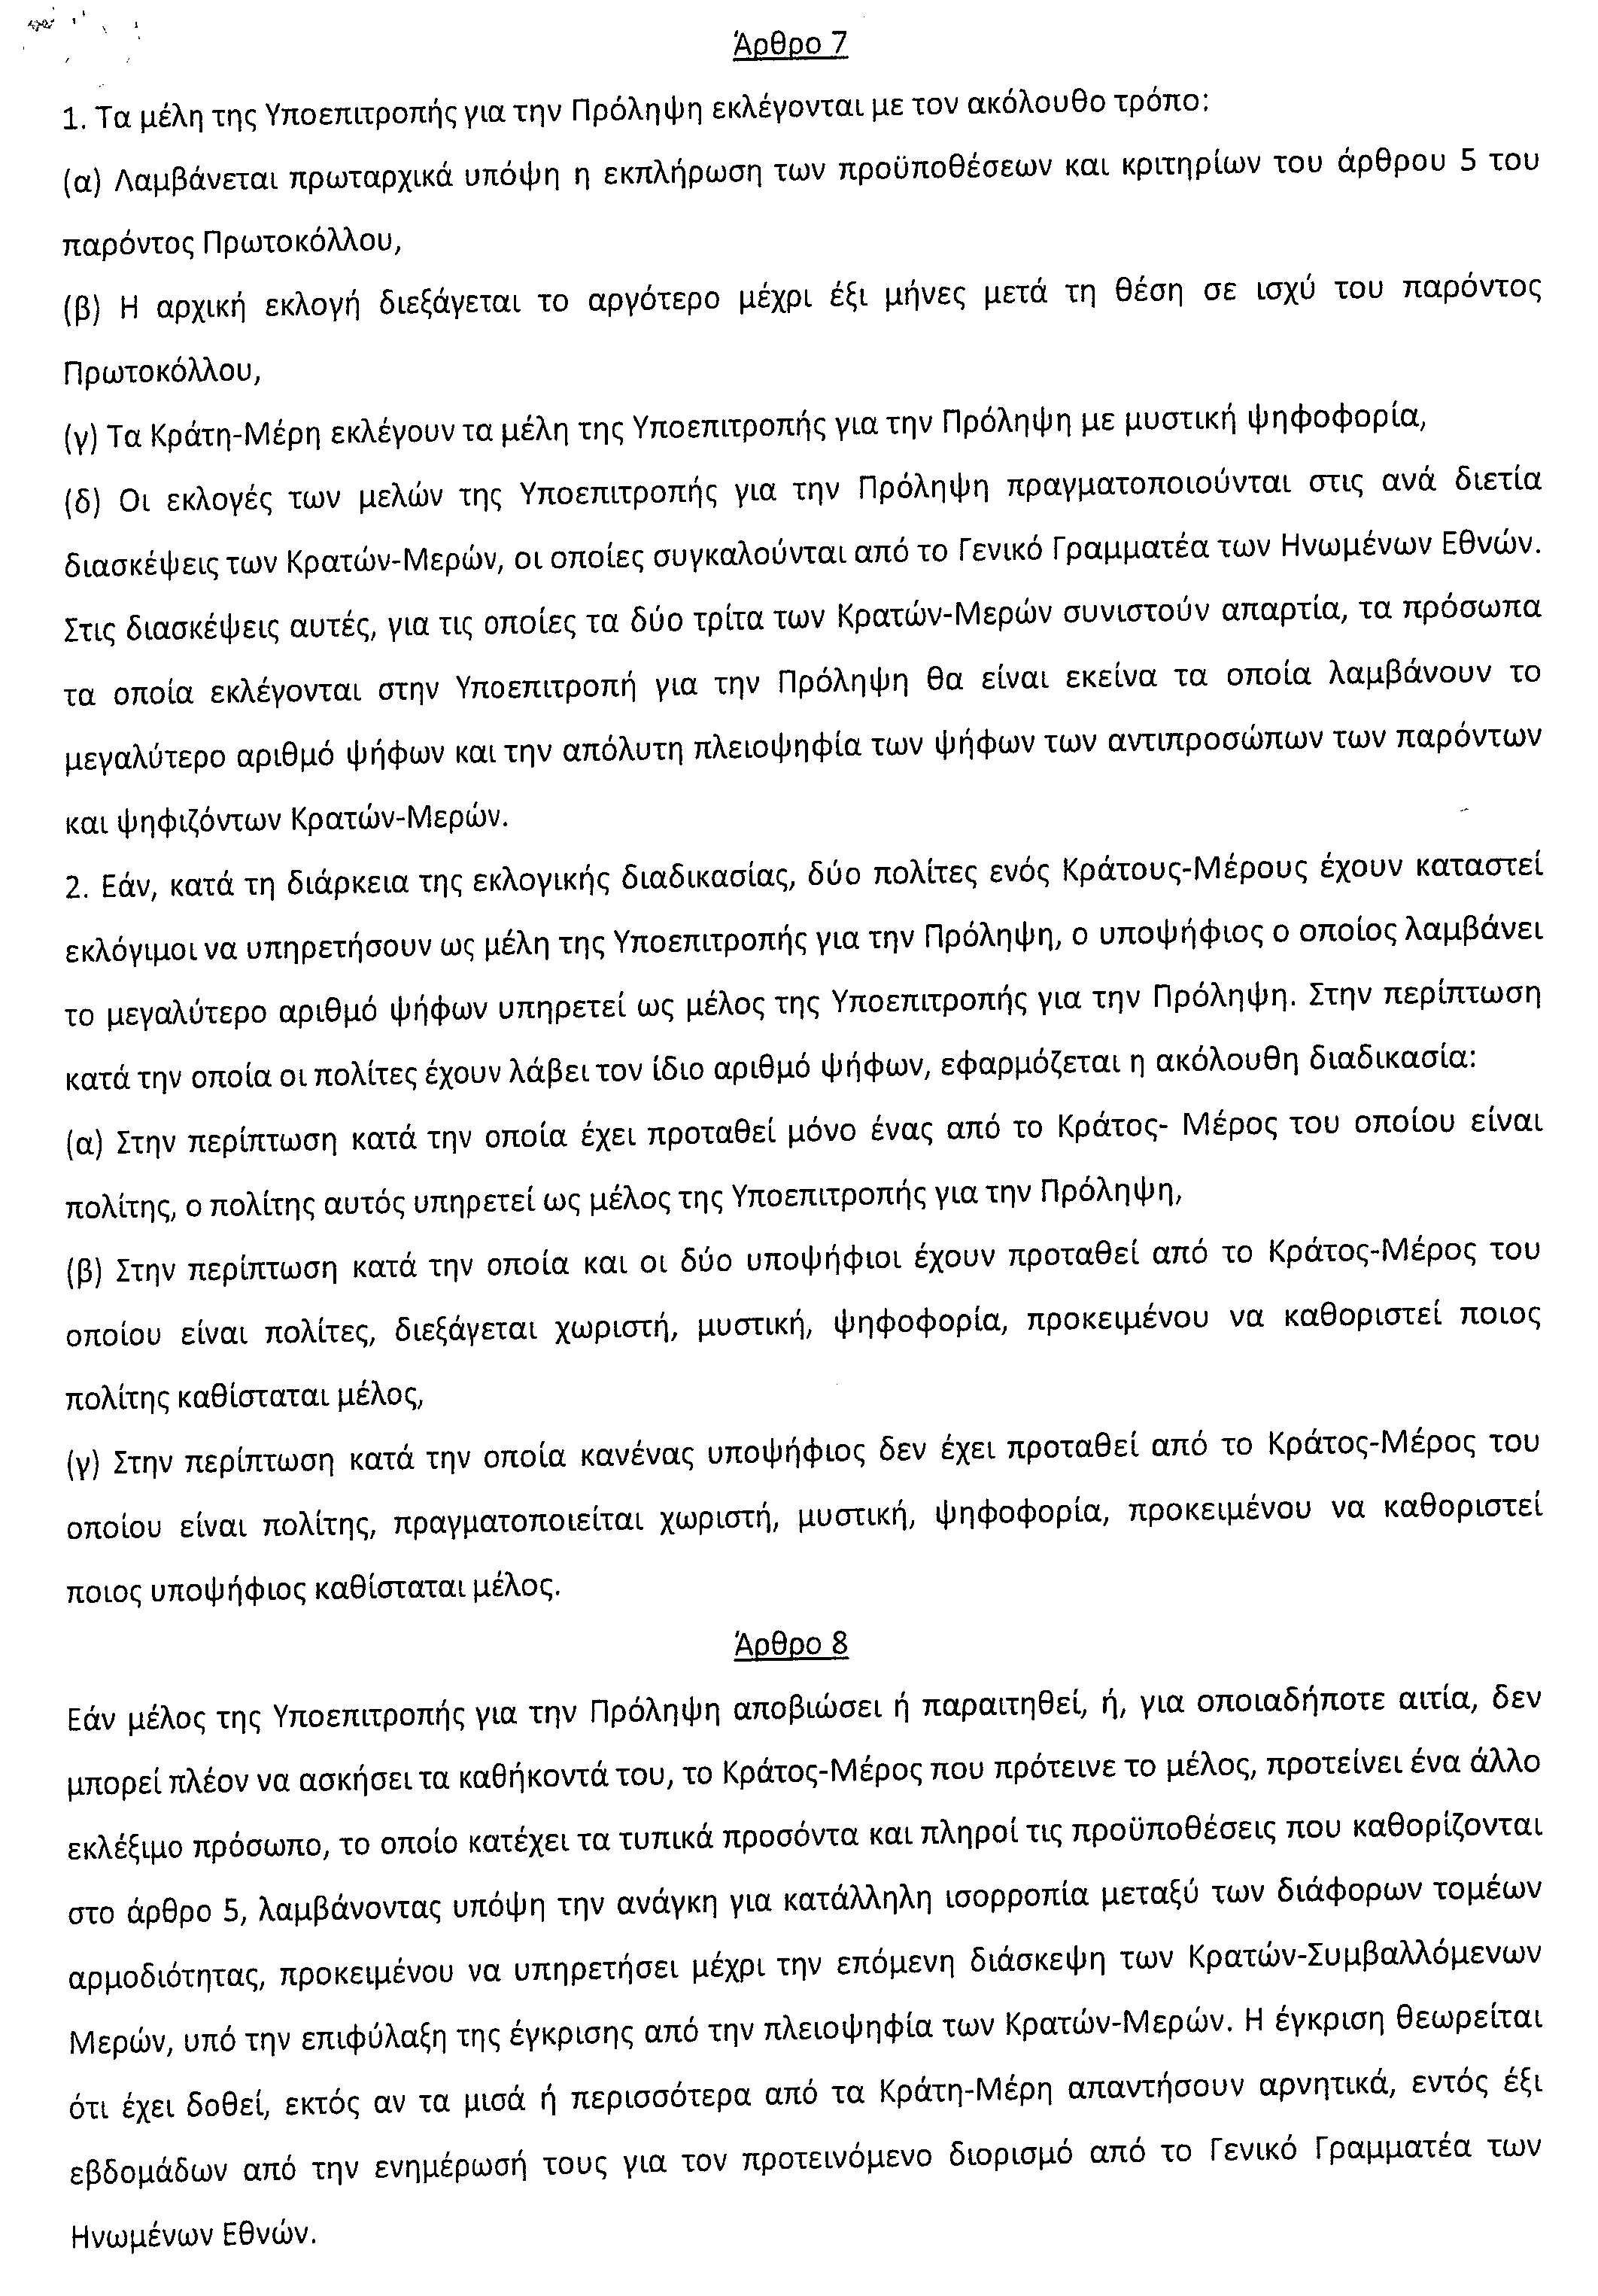 Άρθρο 7
1. Τα μέλη της Υποεπιτροπής για την Πρόληψη εκλέγονται με τον ακόλουθο τρόπο:
(α) Λαμβάνεται πρωταρχικά υπόψη η εκπλήρωση των προϋποθέσεων και κριτηρίων του άρθρου 5 του
παρόντος Πρωτοκόλλου,
(β) Η αρχική εκλογή διεξάγεται το αργότερο μέχρι έξι μήνες μετά τη θέση σε ισχύ του παρόντος
Πρωτοκόλλου,
(γ) Τα Κράτη-Μέρη εκλέγουν τα μέλη της Υποεπιτροπής για την Πρόληψη με μυστική ψηφοφορία,
(δ) Οι εκλογές των μελών της Υποεπιτροπής για την Πρόληψη πραγματοποιούνται στις ανά διετία
διασκέψεις των Κρατών-Μερών, οι οποίες συγκαλούνται από το Γενικό Γραμματέα των Ηνωμένων Εθνών.
Στις διασκέψεις αυτές, για τις οποίες τα δύο τρίτα των Κρατών-Μερών συνιστούν απαρτία, τα πρόσωπα
τα οποία εκλέγονται στην Υποεπιτροπή για την Πρόληψη θα είναι εκείνα τα οποία λαμβάνουν το
μεγαλύτερο αριθμό ψήφων και την απόλυτη πλειοψηφία των ψήφων των αντιπροσώπων των παρόντων
και ψηφιζόντων Κρατών-Μερών.
2. Εάν, κατά τη διάρκεια της εκλογικής διαδικασίας, δύο πολίτες ενός Κράτους-Μέρους έχουν καταστεί
εκλόγιμοι να υπηρετήσουν ως μέλη της Υποεπιτροπής για την Πρόληψη, ο υποψήφιος ο οποίος λαμβάνει
το μεγαλύτερο αριθμό ψήφων υπηρετεί ως μέλος της Υποεπιτροπής για την Πρόληψη. Στην περίπτωση
κατά την οποία οι πολίτες έχουν λάβει τον ίδιο αριθμό ψήφων, εφαρμόζεται η ακόλουθη διαδικασία:
(α) Στην περίπτωση κατά την οποία έχει προταθεί μόνο ένας από το Κράτος- Μέρος του οποίου είναι
πολίτης, ο πολίτης αυτός υπηρετεί ως μέλος της Υποεπιτροπής για την Πρόληψη,
(β) Στην περίπτωση κατά την οποία και οι δύο υποψήφιοι έχουν προταθεί από το Κράτος-Μέρος του
οποίου είναι πολίτες, διεξάγεται χωριστή, μυστική, ψηφοφορία, προκειμένου να καθοριστεί ποιος
πολίτης καθίσταται μέλος,
(γ) Στην περίπτωση κατά την οποία κανένας υποψήφιος δεν έχει προταθεί από το Κράτος-Μέρος του
οποίου είναι πολίτης, πραγματοποιείται χωριστή, μυστική, ψηφοφορία, προκειμένου να καθοριστεί
ποιος υποψήφιος καθίσταται μέλος.
Άρθρο 8
Εάν μέλος της Υποεπιτροπής για την Πρόληψη αποβιώσει ή παραιτηθεί, ή, για οποιαδήποτε αιτία, δεν
μπορεί πλέον να ασκήσει τα καθήκοντά του, το Κράτος-Μέρος που πρότεινε το μέλος, προτείνει ένα άλλο
εκλέξιμο πρόσωπο, το οποίο κατέχει τα τυπικά προσόντα και πληροί τις προϋποθέσεις που καθορίζονται
στο άρθρο 5, λαμβάνοντας υπόψη την ανάγκη για κατάλληλη ισορροπία μεταξύ των διάφορων τομέων
αρμοδιότητας, προκειμένου να υπηρετήσει μέχρι την επόμενη διάσκεψη των Κρατών-Συμβαλλόμενων
Μερών, υπό την επιφύλαξη της έγκρισης από την πλειοψηφία των Κρατών-Μερών. Η έγκριση θεωρείται
ότι έχει δοθεί, εκτός αν τα μισά ή περισσότερα από τα Κράτη-Μέρη απαντήσουν αρνητικά, εντός έξι
εβδομάδων από την ενημέρωσή τους για τον προτεινόμενο διορισμό από το Γενικό Γραμματέα των
Ηνωμένων Εθνών.